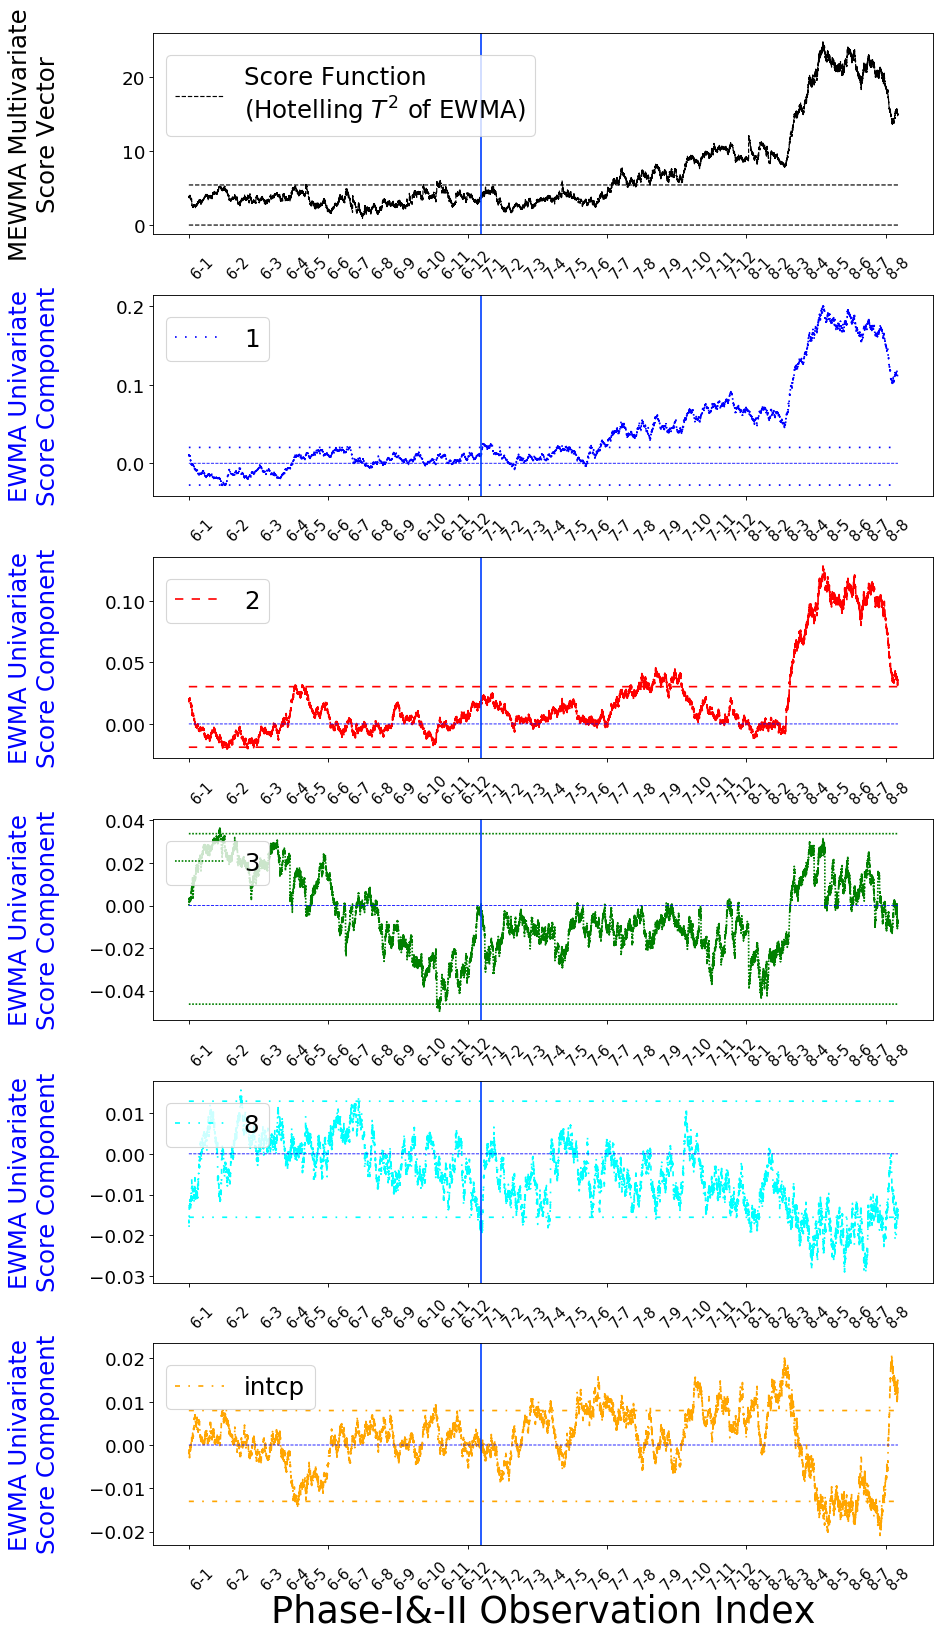 MEWMA Multivariate
Score Vector
20
10
0
Score Function
(Hotelling T² of EWMA)
6-1 6-2 6-3 6-4 6-5 6-6 6-7 6-8 6-9 6-10 6-11 6-12 7-1 7-2 7-3 7-4 7-5 7-6 7-7 7-8 7-9 7-10 7-11 7-12 8-1 8-2 8-3 8-4 8-5 8-6 8-7 8-8
EWMA Univariate
Score Component
0.2
0.1
0.0
1
6-1 6-2 6-3 6-4 6-5 6-6 6-7 6-8 6-9 6-10 6-11 6-12 7-1 7-2 7-3 7-4 7-5 7-6 7-7 7-8 7-9 7-10 7-11 7-12 8-1 8-2 8-3 8-4 8-5 8-6 8-7 8-8
EWMA Univariate
Score Component
0.10
0.05
0.00
2
6-1 6-2 6-3 6-4 6-5 6-6 6-7 6-8 6-9 6-10 6-11 6-12 7-1 7-2 7-3 7-4 7-5 7-6 7-7 7-8 7-9 7-10 7-11 7-12 8-1 8-2 8-3 8-4 8-5 8-6 8-7 8-8
EWMA Univariate
Score Component
0.04
0.02
0.00
−0.02
−0.04
3
6-1 6-2 6-3 6-4 6-5 6-6 6-7 6-8 6-9 6-10 6-11 6-12 7-1 7-2 7-3 7-4 7-5 7-6 7-7 7-8 7-9 7-10 7-11 7-12 8-1 8-2 8-3 8-4 8-5 8-6 8-7 8-8
EWMA Univariate
Score Component
0.01
0.00
−0.01
−0.02
−0.03
8
6-1 6-2 6-3 6-4 6-5 6-6 6-7 6-8 6-9 6-10 6-11 6-12 7-1 7-2 7-3 7-4 7-5 7-6 7-7 7-8 7-9 7-10 7-11 7-12 8-1 8-2 8-3 8-4 8-5 8-6 8-7 8-8
EWMA Univariate
Score Component
0.02
0.01
0.00
−0.01
−0.02
intcp
6-1 6-2 6-3 6-4 6-5 6-6 6-7 6-8 6-9 6-10 6-11 6-12 7-1 7-2 7-3 7-4 7-5 7-6 7-7 7-8 7-9 7-10 7-11 7-12 8-1 8-2 8-3 8-4 8-5 8-6 8-7 8-8
Phase-I&-II Observation Index